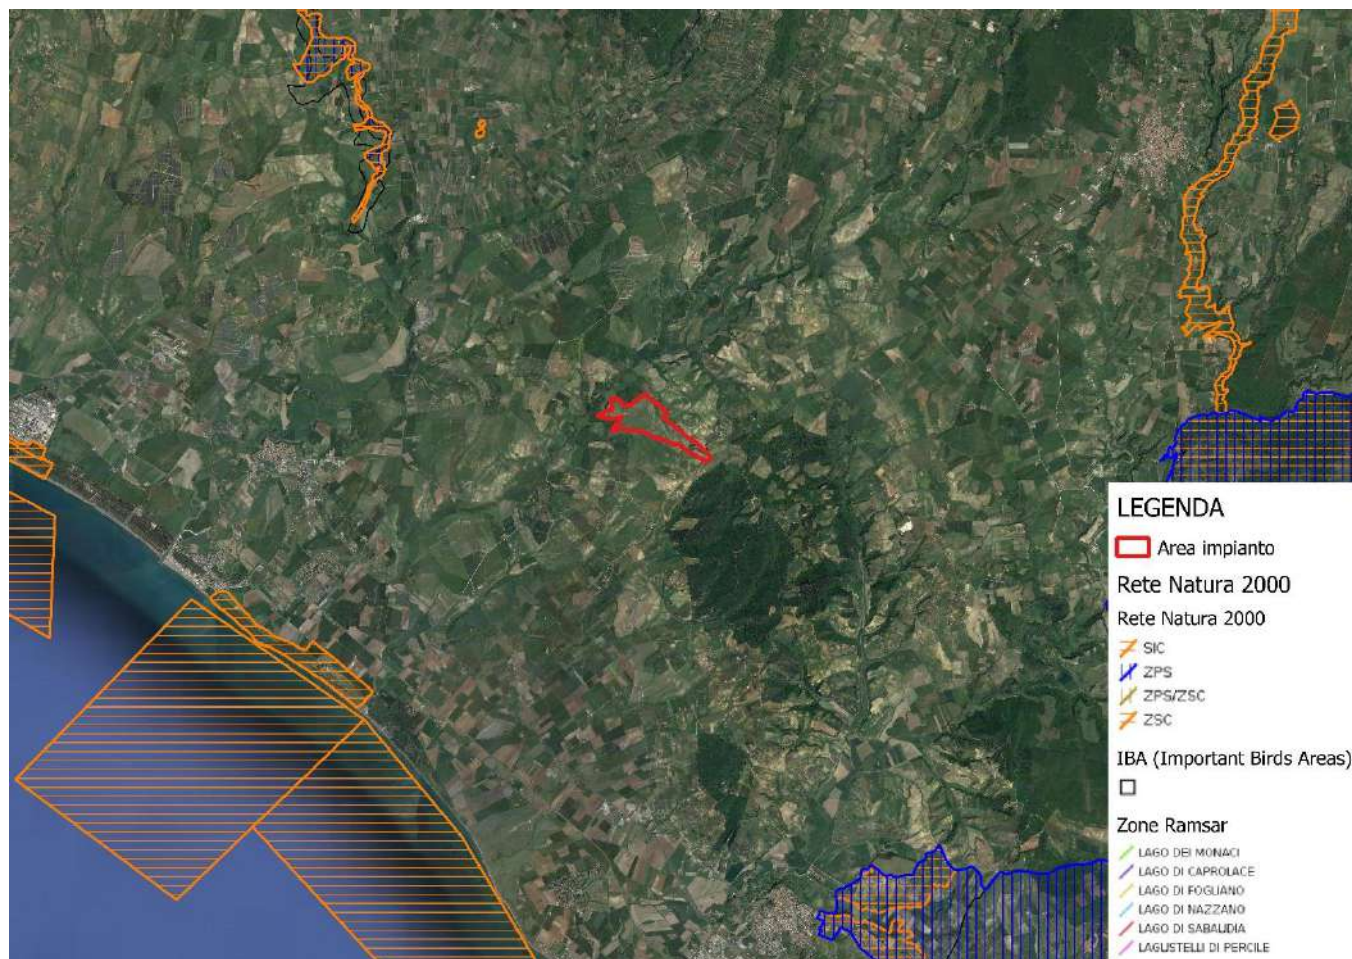 LEGENDA
Area impianto
Rete Natura 2000
Rete Natura 2000
SIC
ZPS
ZPS/ZSC
ZSC
IBA (Important Birds Areas)
Zone Ramsar
LAGO DEI MONACI
LAGO DI CAPROLACE
LAGO DI FOGLIANO
LAGO DI NAZZANO
LAGO DI SABAUDIA
LAGUSTELLI DI PERCILE